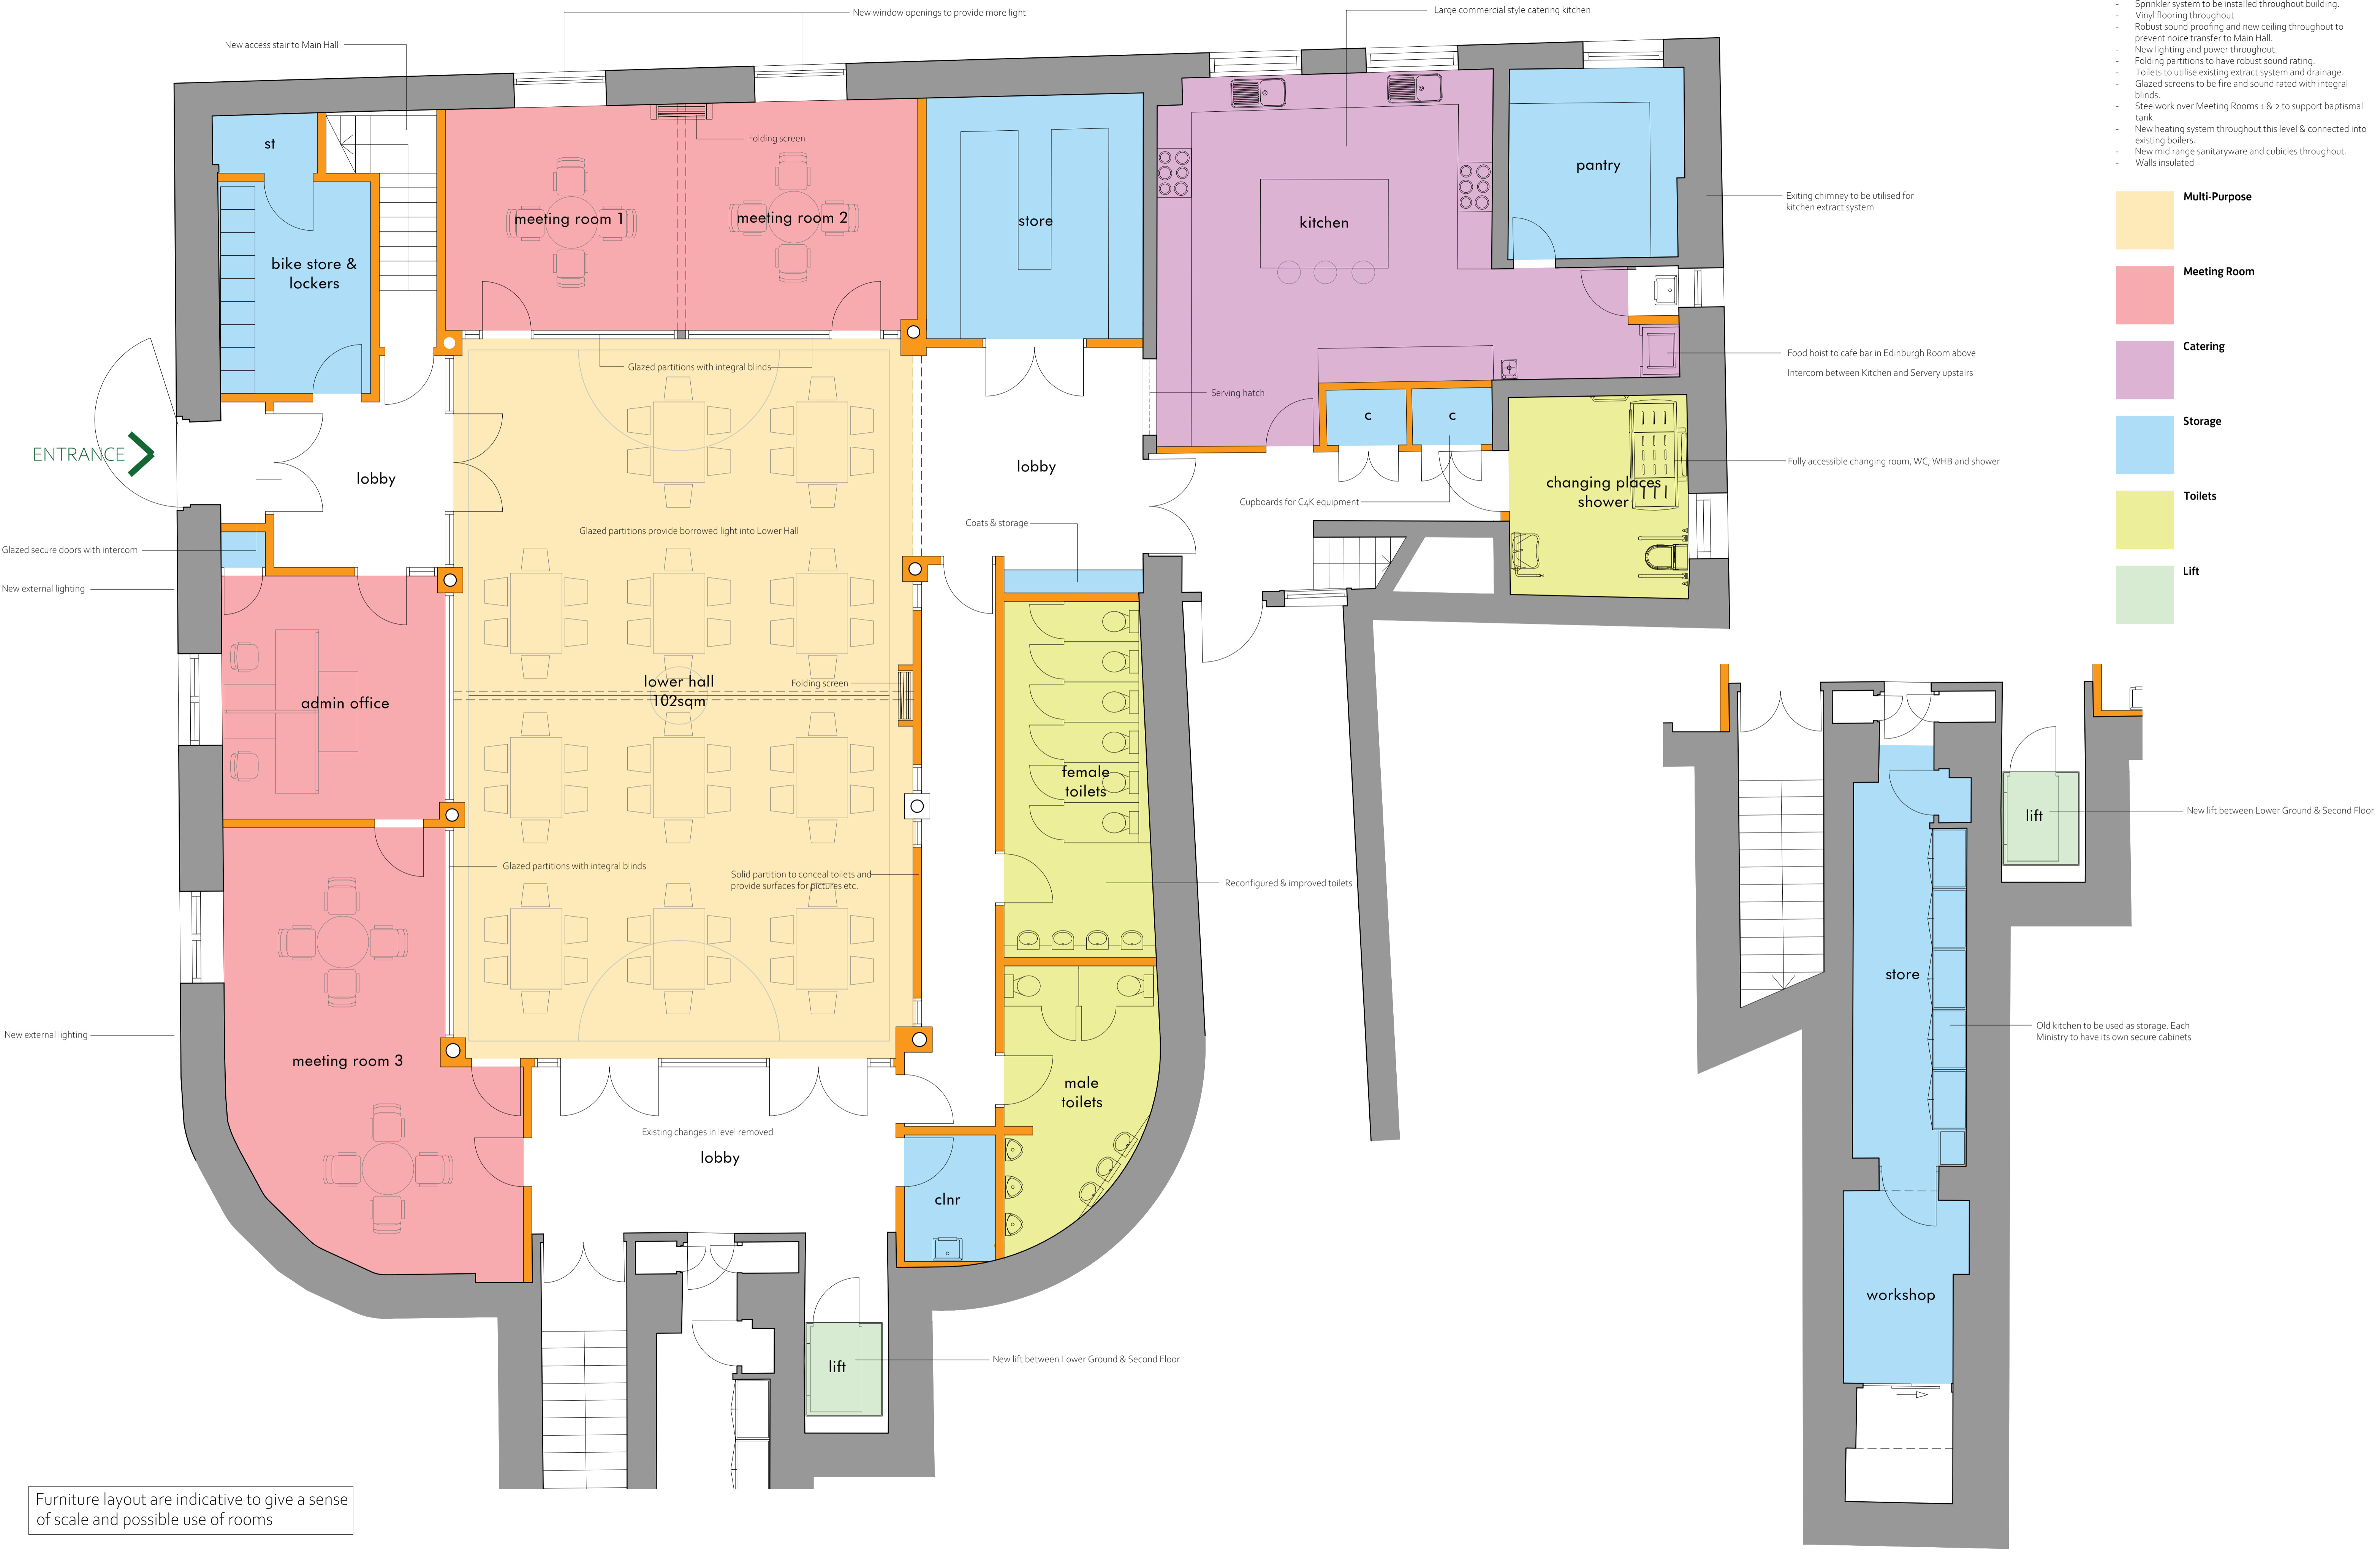 New window openings to provide more light
Large commercial style catering kitchen
New access stair to Main Hall
- Sprinkler system to be installed throughout building.
- Vinyl flooring throughout
- Robust sound proofing and new ceiling throughout to
prevent noice transfer to Main Hall.
- New lighting and power throughout.
- Folding partitions to have robust sound rating.
- Toilets to utilise existing extract system and drainage.
- Glazed screens to be fire and sound rated with integral
blinds.
- Steelwork over Meeting Rooms 1 & 2 to support baptismal
tank.
- New heating system throughout this level & connected into
existing boilers.
- New mid range sanitaryware and cubicles throughout.
- Walls insulated
Multi-Purpose
Meeting Room
Catering
Storage
Toilets
Lift
st
Folding screen
meeting room 1
meeting room 2
store
kitchen
pantry
Exiting chimney to be utilised for
kitchen extract system
bike store &
lockers
Glazed partitions with integral blinds
Serving hatch
Food hoist to cafe bar in Edinburgh Room above
Intercom between Kitchen and Servery upstairs
c
c
ENTRANCE
lobby
lobby
Fully accessible changing room, WC, WHB and shower
changing places
shower
Cupboards for C4K equipment
Coats & storage
Glazed partitions provide borrowed light into Lower Hall
Glazed secure doors with intercom
New external lighting
admin office
lower hall
102sqm
Folding screen
female
toilets
Glazed partitions with integral blinds
Solid partition to conceal toilets and
provide surfaces for pictures etc.
Reconfigured & improved toilets
lift
New lift between Lower Ground & Second Floor
store
Old kitchen to be used as storage. Each
Ministry to have its own secure cabinets
New external lighting
meeting room 3
male
toilets
Existing changes in level removed
lobby
clnr
workshop
lift
New lift between Lower Ground & Second Floor
Furniture layout are indicative to give a sense
of scale and possible use of rooms